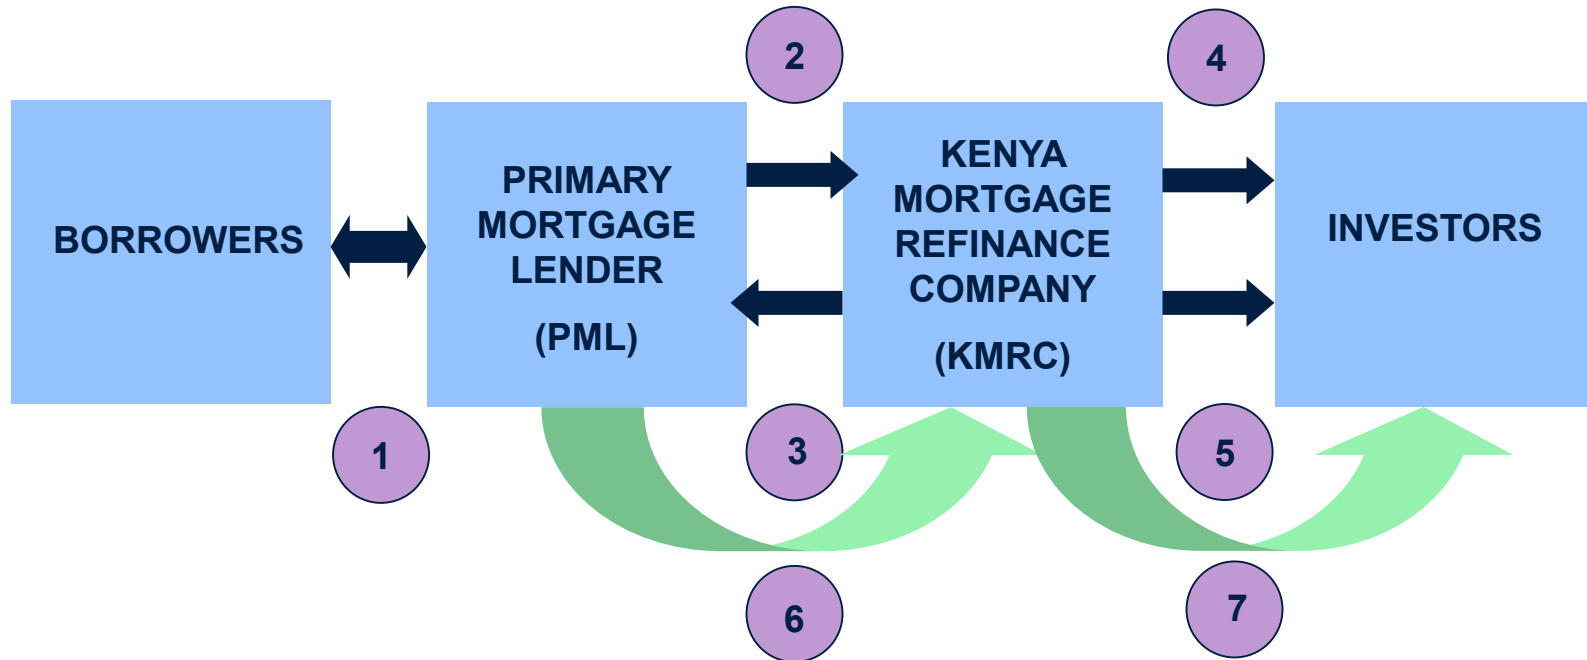 2
4
BORROWERS
PRIMARY
MORTGAGE
LENDER
(PML)
KENYA
MORTGAGE
REFINANCE
COMPANY
(KMRC)
INVESTORS
1
3
5
6
7